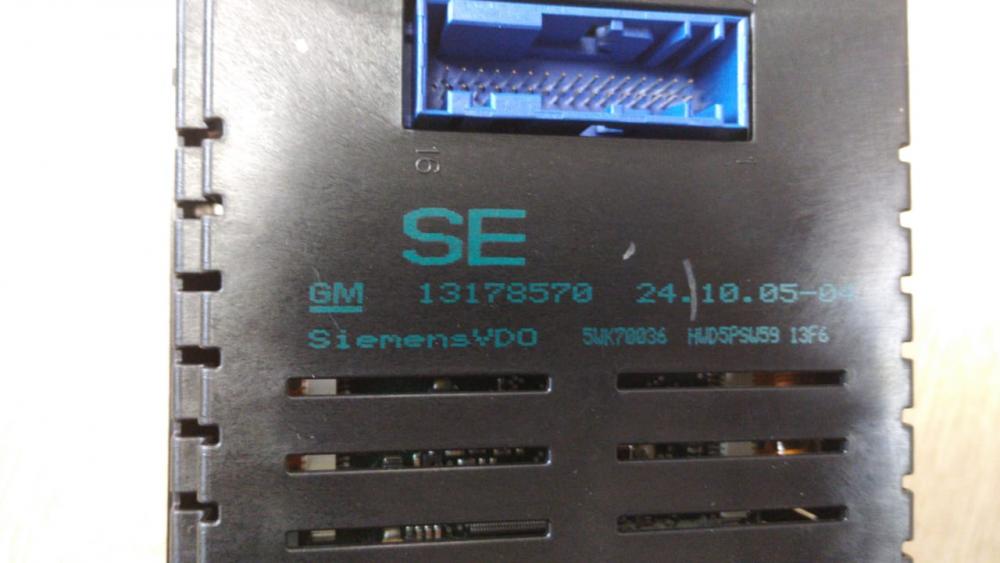 16 1
SE
GM 13178570 24.10.05-04
SiemensVDO 5WK70036 HWD5PSW59 13F6